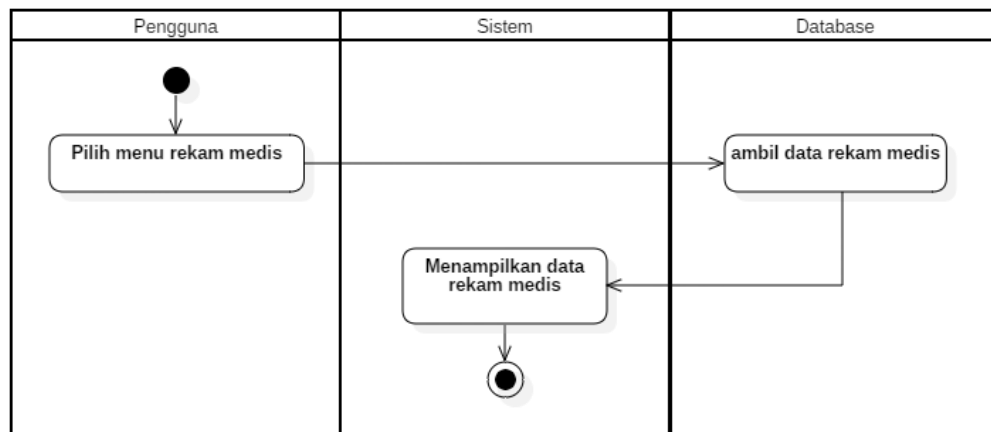 Pengguna
Sistem
Database
Pilih menu rekam medis
ambil data rekam medis
Menampilkan data
rekam medis